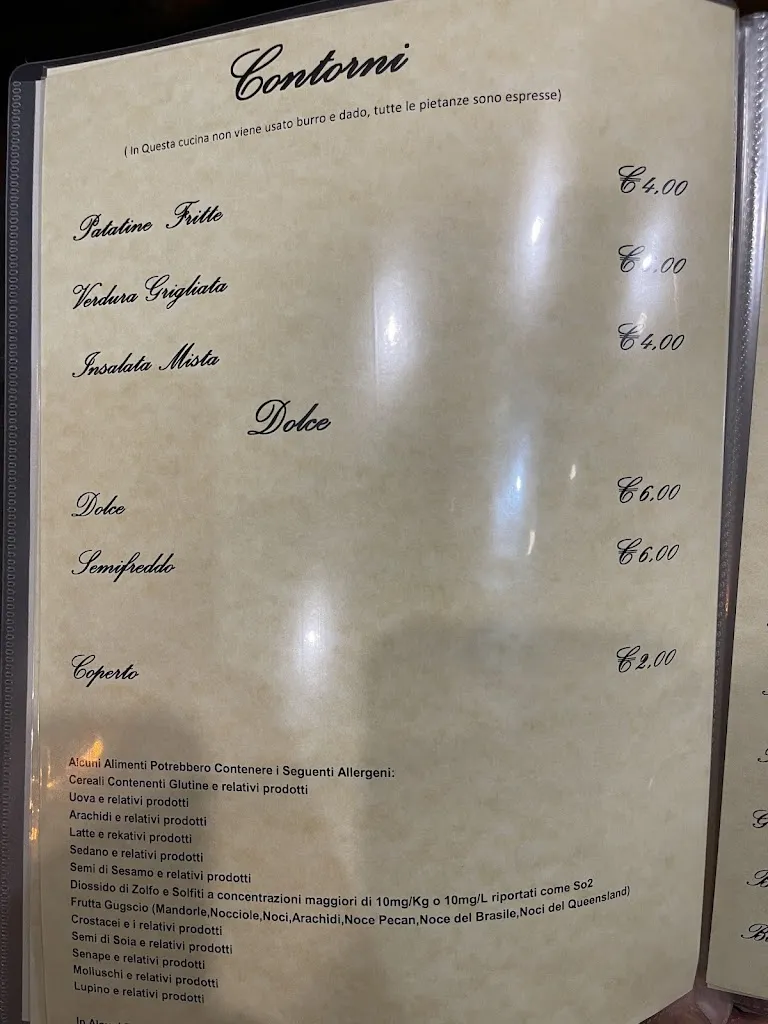 Contorni
( In Questa cucina non viene usato burro e dado, tutte le pietanze sono espresse)
Patatine Fritte €4,00
Verdura Grigliata € ,00
Insalata Mista €4,00
Dolce
Dolce €6,00
Semifreddo €6,00
Coperto €2,00
Alcuni Alimenti Potrebbero Contenere i Seguenti Allergeni:
Cereali Contenenti Glutine e relativi prodotti
Uova e relativi prodotti
Arachidi e relativi prodotti
Latte e rekativi prodotti
Sedano e relativi prodotti
Semi di Sesamo e relativi prodotti
Diossido di Zolfo e Solfiti a concentrazioni maggiori di 10mg/Kg o 10mg/L riportati come So2
Frutta Gugscio (Mandorle,Nocciole,Noci,Arachidi,Noce Pecan,Noce del Brasile,Noci del Queensland)
Crostacei e i relativi prodotti
Semi di Soia e relativi prodotti
Senape e relativi prodotti
Molluschi e relativi prodotti
Lupino e relativi prodotti